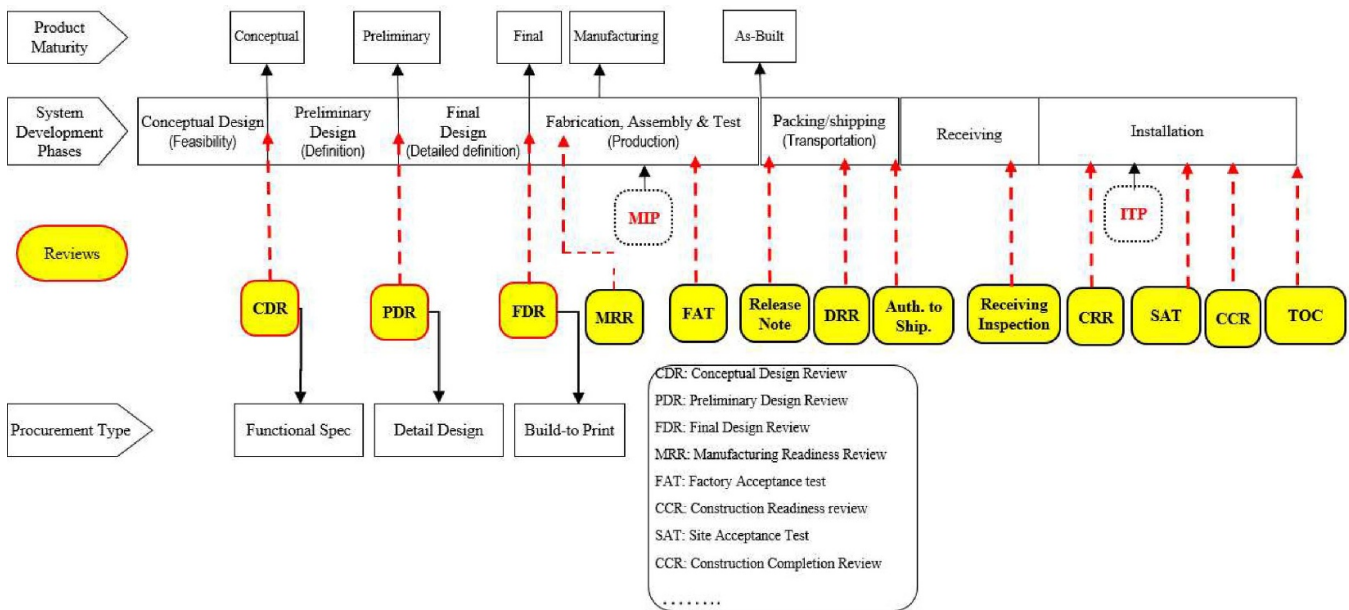 Product
Maturity
Conceptual
Preliminary
Final
Manufacturing
As-Built
System
Development
Phases
Conceptual Design
(Feasibility)
Preliminary
Design
(Definition)
Final
Design
(Detailed definition)
Fabrication, Assembly & Test
(Production)
Packing/shipping
(Transportation)
Receiving
Installation
MIP
ITP
Reviews
CDR
PDR
FDR
MRR
FAT
Release
Note
DRR
Auth. to
Ship.
Receiving
Inspection
CRR
SAT
CCR
TOC
Procurement Type
Functional Spec
Detail Design
Build-to Print
CDR: Conceptual Design Review
PDR: Preliminary Design Review
FDR: Final Design Review
MRR: Manufacturing Readiness Review
FAT: Factory Acceptance test
CCR: Construction Readiness review
SAT: Site Acceptance Test
CCR: Construction Completion Review
........